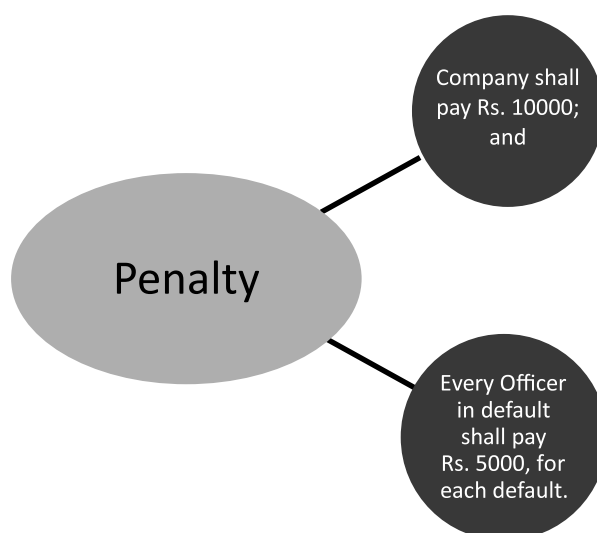 Company shall
pay Rs. 10000;
and
Penalty
Every Officer
in default
shall pay
Rs. 5000, for
each default.